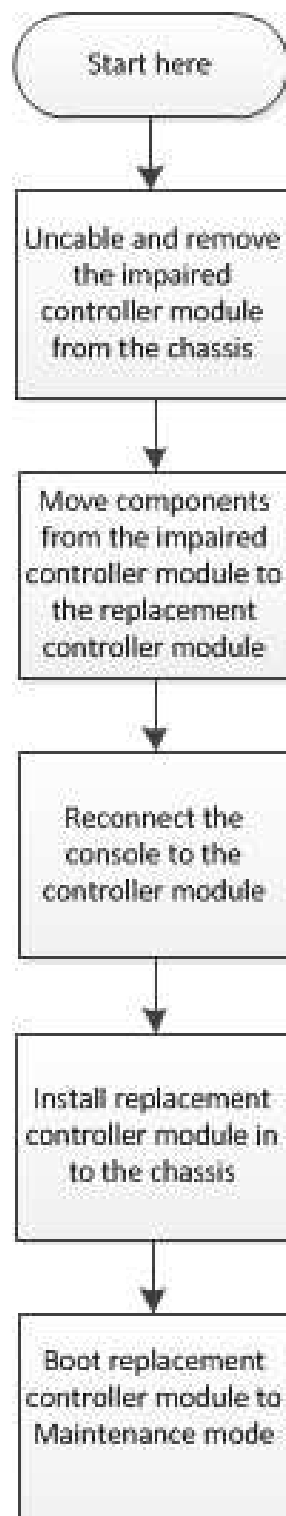 Start here
Uncable and remove
the impaired
controller module
from the chassis
Move components
from the impaired
controller module to
the replacement
controller module
Reconnect the
console to the
controller module
Install replacement
controller module in
to the chassis
Boot replacement
controller module to
Maintenance mode